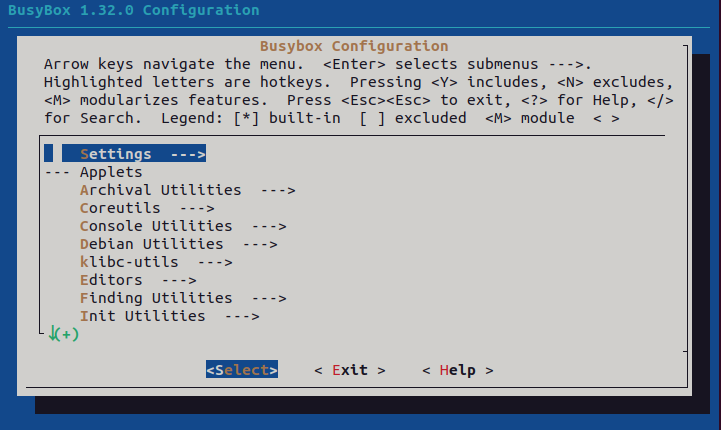 BusyBox 1.32.0 Configuration
Busybox Configuration
Arrow keys navigate the menu.  <Enter> selects submenus --->.
Highlighted letters are hotkeys.  Pressing <Y> includes, <N> excludes,
<M> modularizes features.  Press <Esc><Esc> to exit, <?> for Help, </>
for Search.  Legend: [*] built-in  [ ] excluded  <M> module  < >
Settings  --->
--- Applets
Archival Utilities  --->
Coreutils  --->
Console Utilities  --->
Debian Utilities  --->
klibc-utils  --->
Editors  --->
Finding Utilities  --->
Init Utilities  --->
↓(+)
<Select>    < Exit >    < Help >